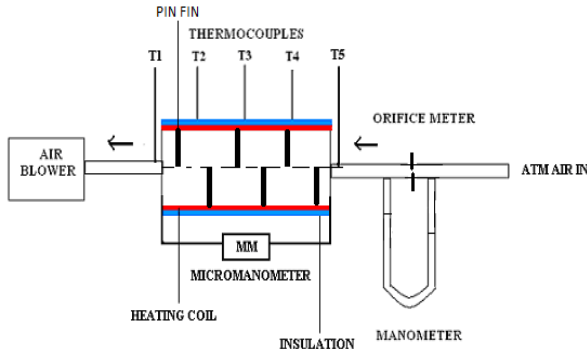 PIN FIN
THERMOCOUPLES
T1 T2 T3 T4 T5
ORIFICE METER
AIR
BLOWER
ATM AIR IN
MM
MICROMANOMETER
HEATING COIL
INSULATION
MANOMETER